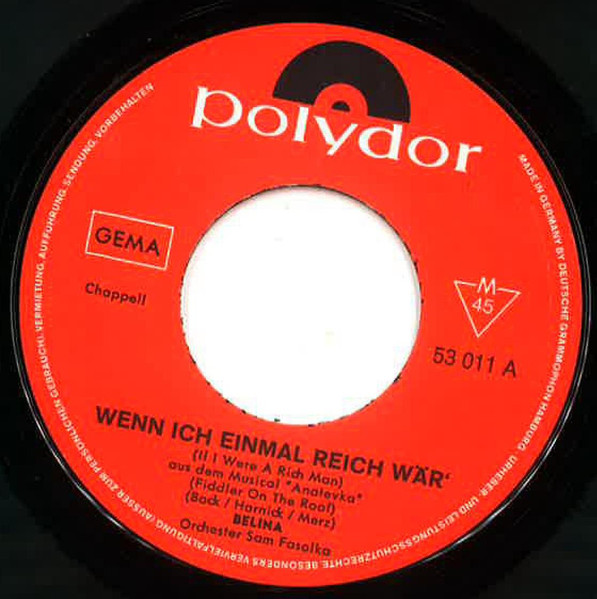 polydor
GEMA
Chappell
M
45
53 011 A
WENN ICH EINMAL REICH WÄR'
(If I Were A Rich Man)
aus dem Musical "Anatevka"
(Fiddler On The Roof)
(Bock / Harnick / Merz)
BELINA
Orchester Sam Fasolka
MADE IN GERMANY BY DEUTSCHE GRAMMOPHON HAMBURG. URHEBER- UND LEISTUNGSSCHUTZRECHTE BESONDERS VERVIELFÄLTIGUNG (AUSSER ZUM PERSÖNLICHEN GEBRAUCH), VERMIETUNG, AUFFÜHRUNG, SENDUNG, VORBEHALTEN